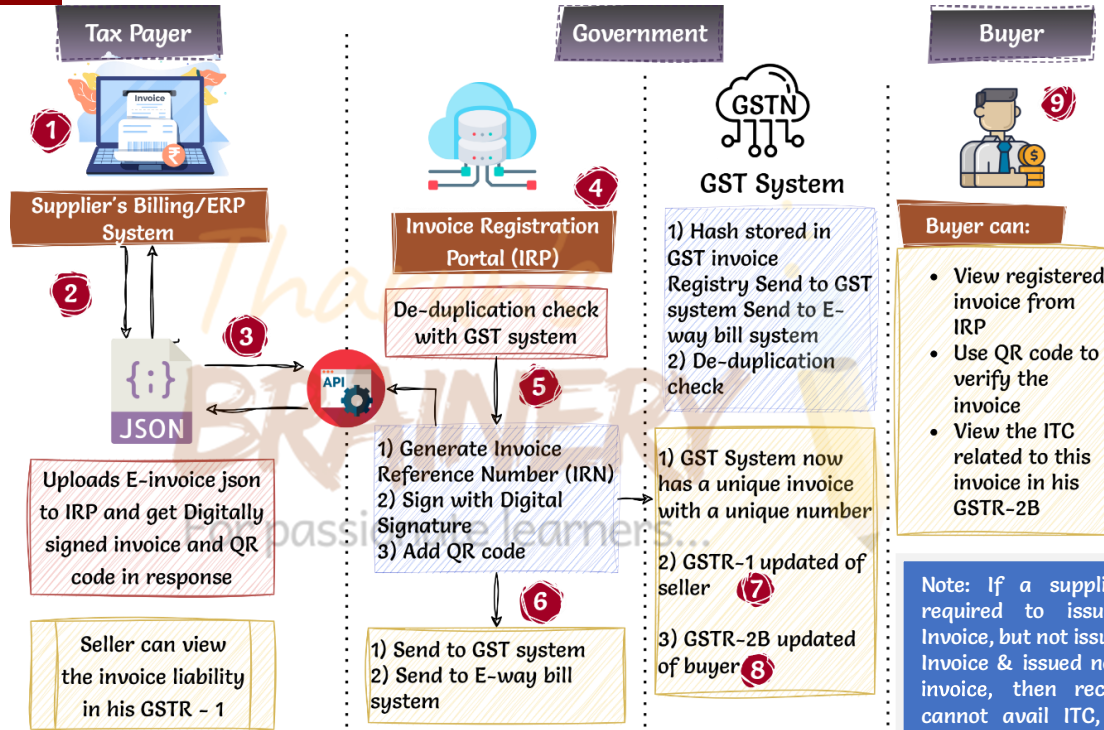 Tax Payer
Government
Buyer
1
Invoice
₹
Supplier's Billing/ERP
System
2
3
{;}
JSON
API
Uploads E-invoice json
to IRP and get Digitally
signed invoice and QR
code in response
Seller can view
the invoice liability
in his GSTR - 1
4
Invoice Registration
Portal (IRP)
De-duplication check
with GST system
5
1) Generate Invoice
Reference Number (IRN)
2) Sign with Digital
Signature
3) Add QR code
6
1) Send to GST system
2) Send to E-way bill
system
GSTN
GST System
1) Hash stored in
GST invoice
Registry Send to GST
system Send to E-
way bill system
2) De-duplication
check
1) GST System now
has a unique invoice
with a unique number
2) GSTR-1 updated of
seller 7
3) GSTR-2B updated
of buyer 8
9
$
Buyer can:
• View registered
invoice from
IRP
• Use QR code to
verify the
invoice
• View the ITC
related to this
invoice in his
GSTR-2B
Note: If a suppli
required to issu
Invoice, but not issu
Invoice & issued no
invoice, then rec
cannot avail ITC,
BRAINERY
For passionate learners...